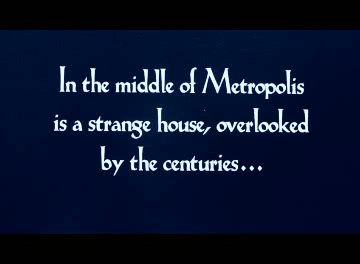 In the middle of Metropolis
is a strange house, overlooked
by the centuries...